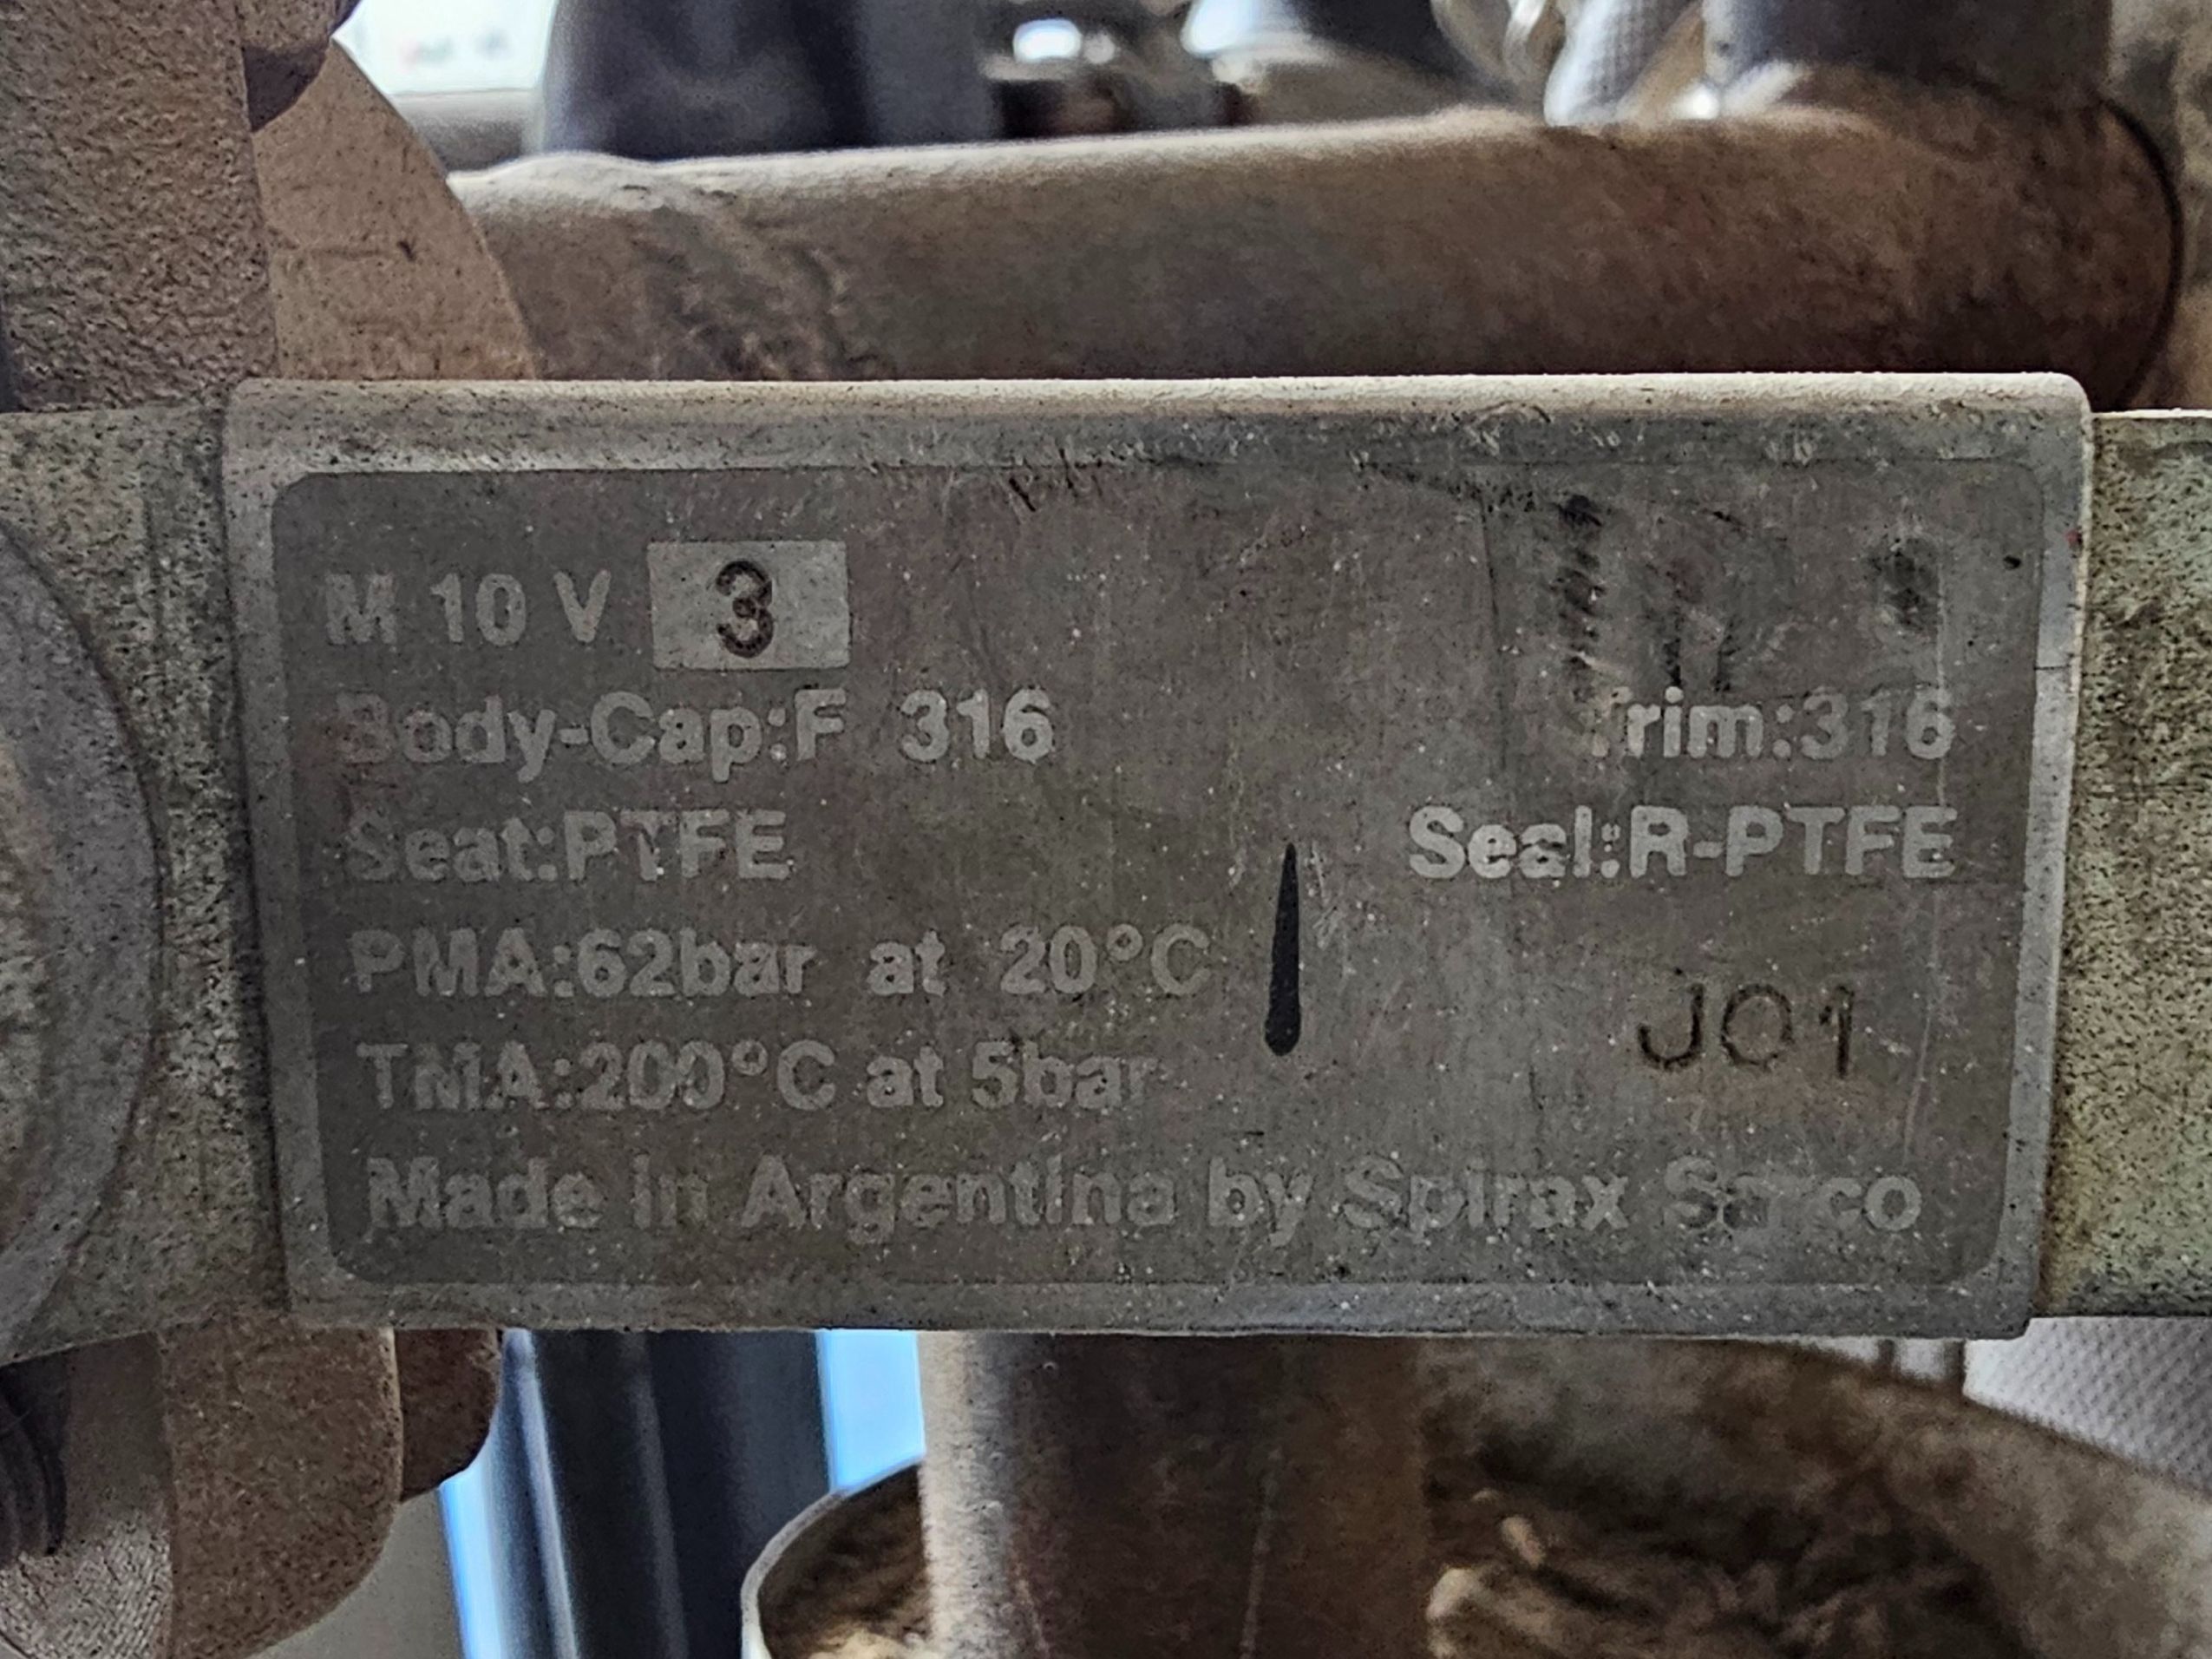 M 10 V 3
Body-Cap:F 316 Trim:316
Seat:PTFE Seal:R-PTFE
PMA:62bar at 20°C
TMA:200°C at 5bar
JO1
Made in Argentina by Spirax Sarco